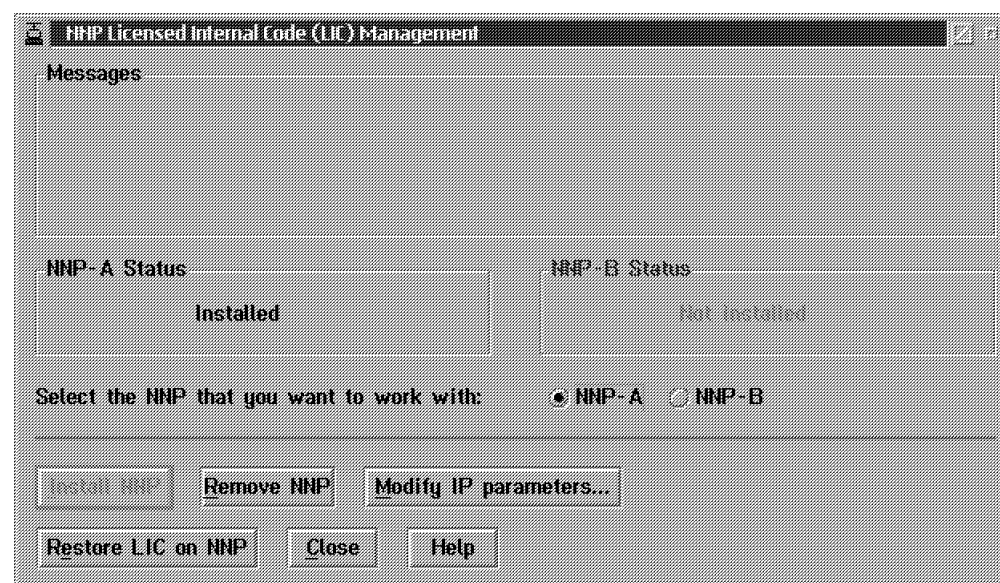 NNP Licensed Internal Code (LIC) Management
Messages
NNP-A Status
NNP-B Status
Installed
Not installed
Select the NNP that you want to work with:
NNP-A
NNP-B
Install NNP
Remove NNP
Modify IP parameters...
Restore LIC on NNP
Close
Help